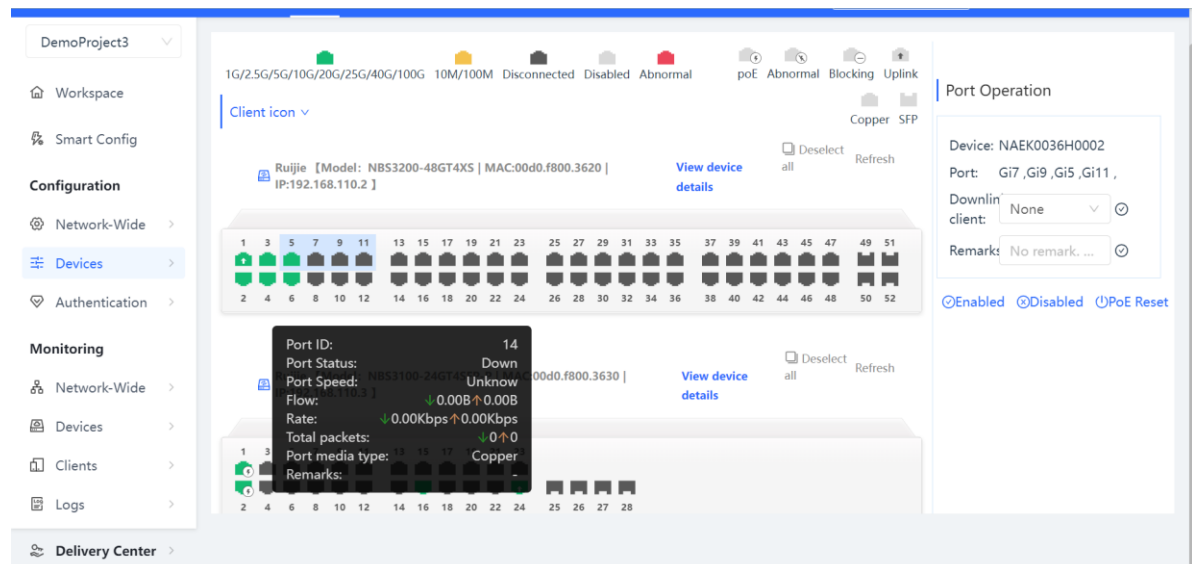 DemoProject3
Workspace
Smart Config
Configuration
Network-Wide
Devices
Authentication
Monitoring
Network-Wide
Devices
Clients
Logs
Delivery Center
1G/2.5G/5G/10G/20G/25G/40G/100G 10M/100M Disconnected Disabled Abnormal poE Abnormal Blocking Uplink
Client icon
Copper SFP
Ruijie 【Model: NBS3200-48GT4XS | MAC:00d0.f800.3620 |
IP:192.168.110.2 】
View device
details
Deselect
all
Refresh
1 3 5 7 9 11 13 15 17 19 21 23 25 27 29 31 33 35 37 39 41 43 45 47 49 51
2 4 6 8 10 12 14 16 18 20 22 24 26 28 30 32 34 36 38 40 42 44 46 48 50 52
Port ID: 14
Port Status: Down
Port Speed: Unknow
Flow: ↓0.00B↑0.00B
Rate: ↓0.00Kbps↑0.00Kbps
Total packets: ↓0↑0
Port media type: Copper
Remarks: -
00d0.f800.3630 |
View device
details
Deselect
all
Refresh
1 3
2 4 6 8 10 12 14 16 18 20 22 24 25 26 27 28
Port Operation
Device: NAEK0036H0002
Port: Gi7 ,Gi9 ,Gi5 ,Gi11 ,
Downlin
client:
None
Remarks
No remark. ...
Enabled Disabled PoE Reset